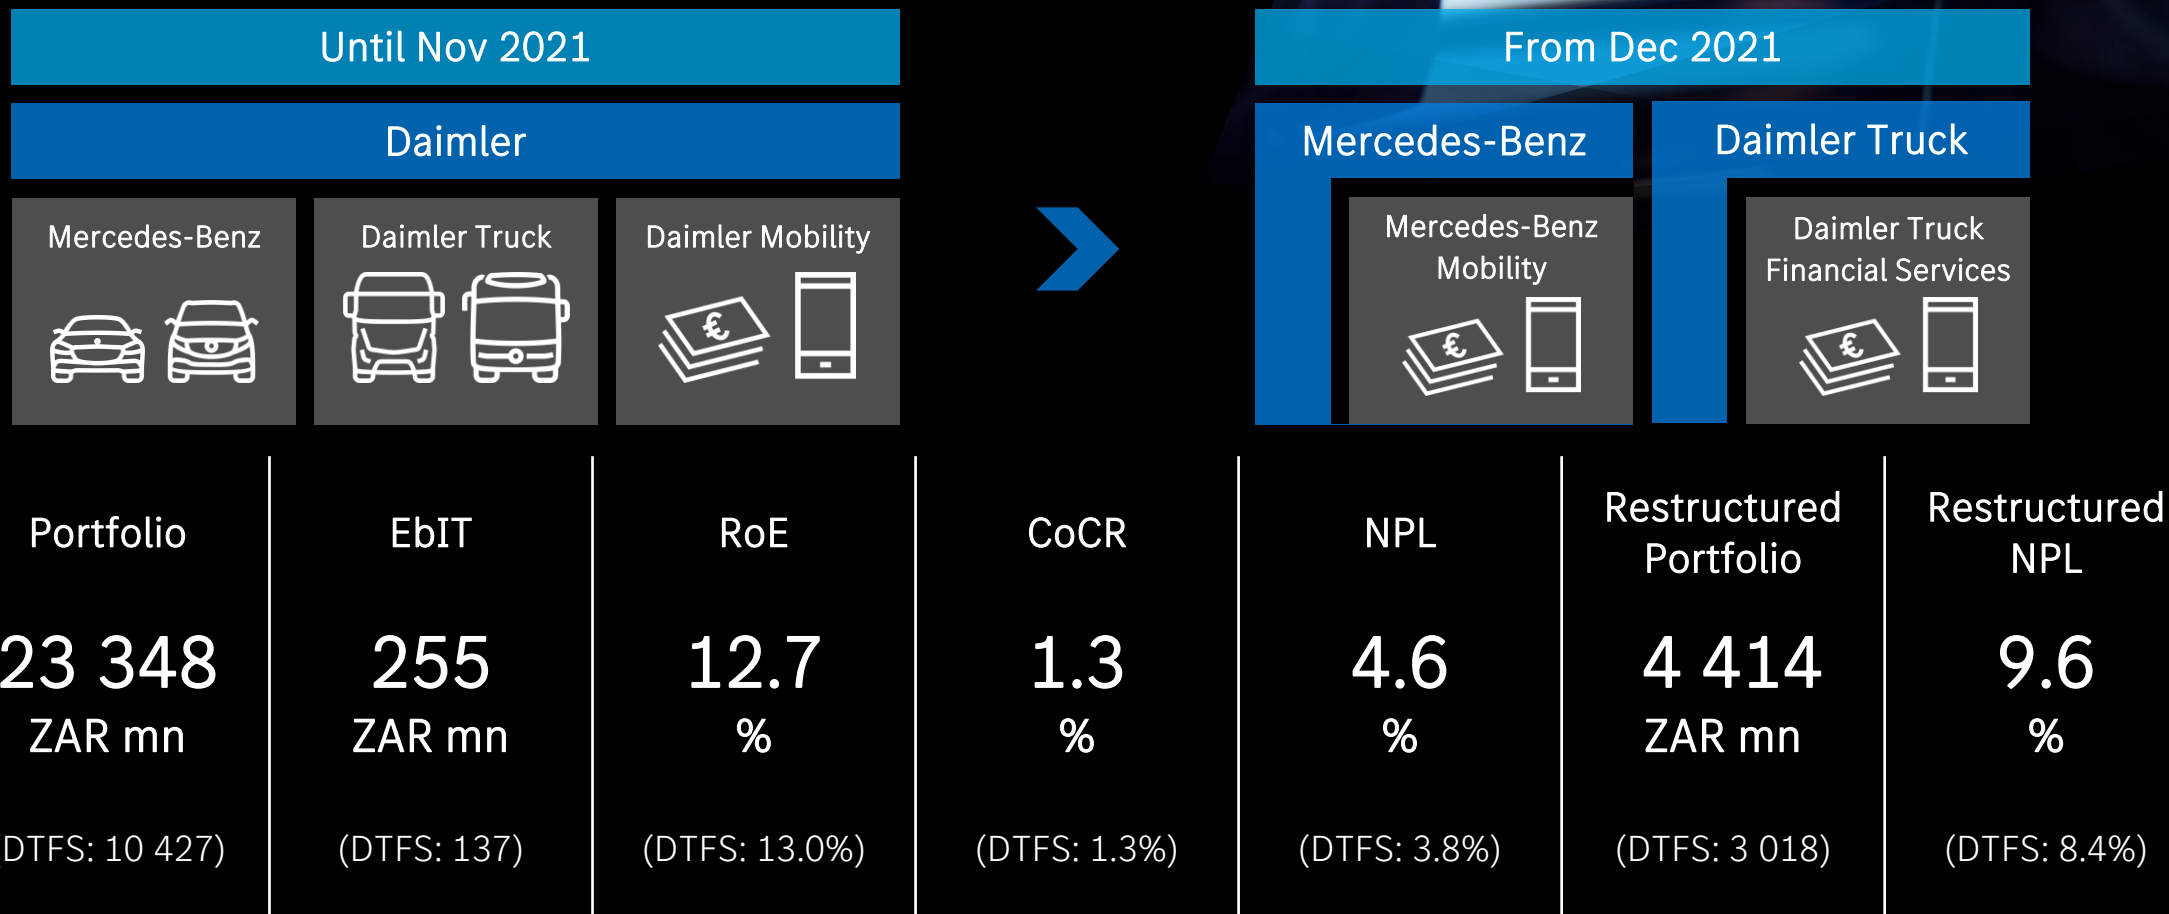 Until Nov 2021
From Dec 2021
Daimler
Mercedes-Benz
Daimler Truck
Mercedes-Benz
Daimler Truck
Daimler Mobility
€
Mercedes-Benz
Mobility
€
Daimler Truck
Financial Services
€
Portfolio
EbIT
RoE
CoCR
NPL
Restructured
Portfolio
Restructured
NPL
23 348
255
12.7
1.3
4.6
4 414
9.6
ZAR mn
ZAR mn
%
%
%
ZAR mn
%
(DTFS: 10 427)
(DTFS: 137)
(DTFS: 13.0%)
(DTFS: 1.3%)
(DTFS: 3.8%)
(DTFS: 3 018)
(DTFS: 8.4%)